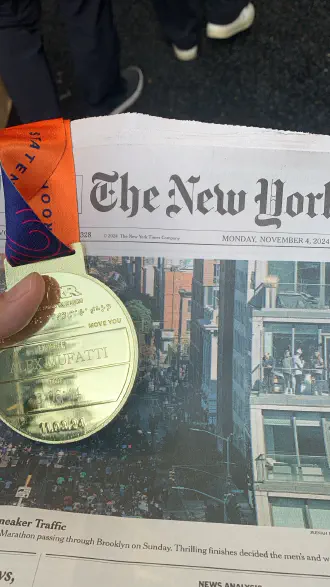 STATEN
The New York
© 2024 The New York Times Company
MONDAY, NOVEMBER 4, 2024
MOVE YOU
ALEX MUFATTI
11.03.24
neaker Traffic
Marathon passing through Brooklyn on Sunday. Thrilling finishes decided the men's and w
NEWS ANALYSIS